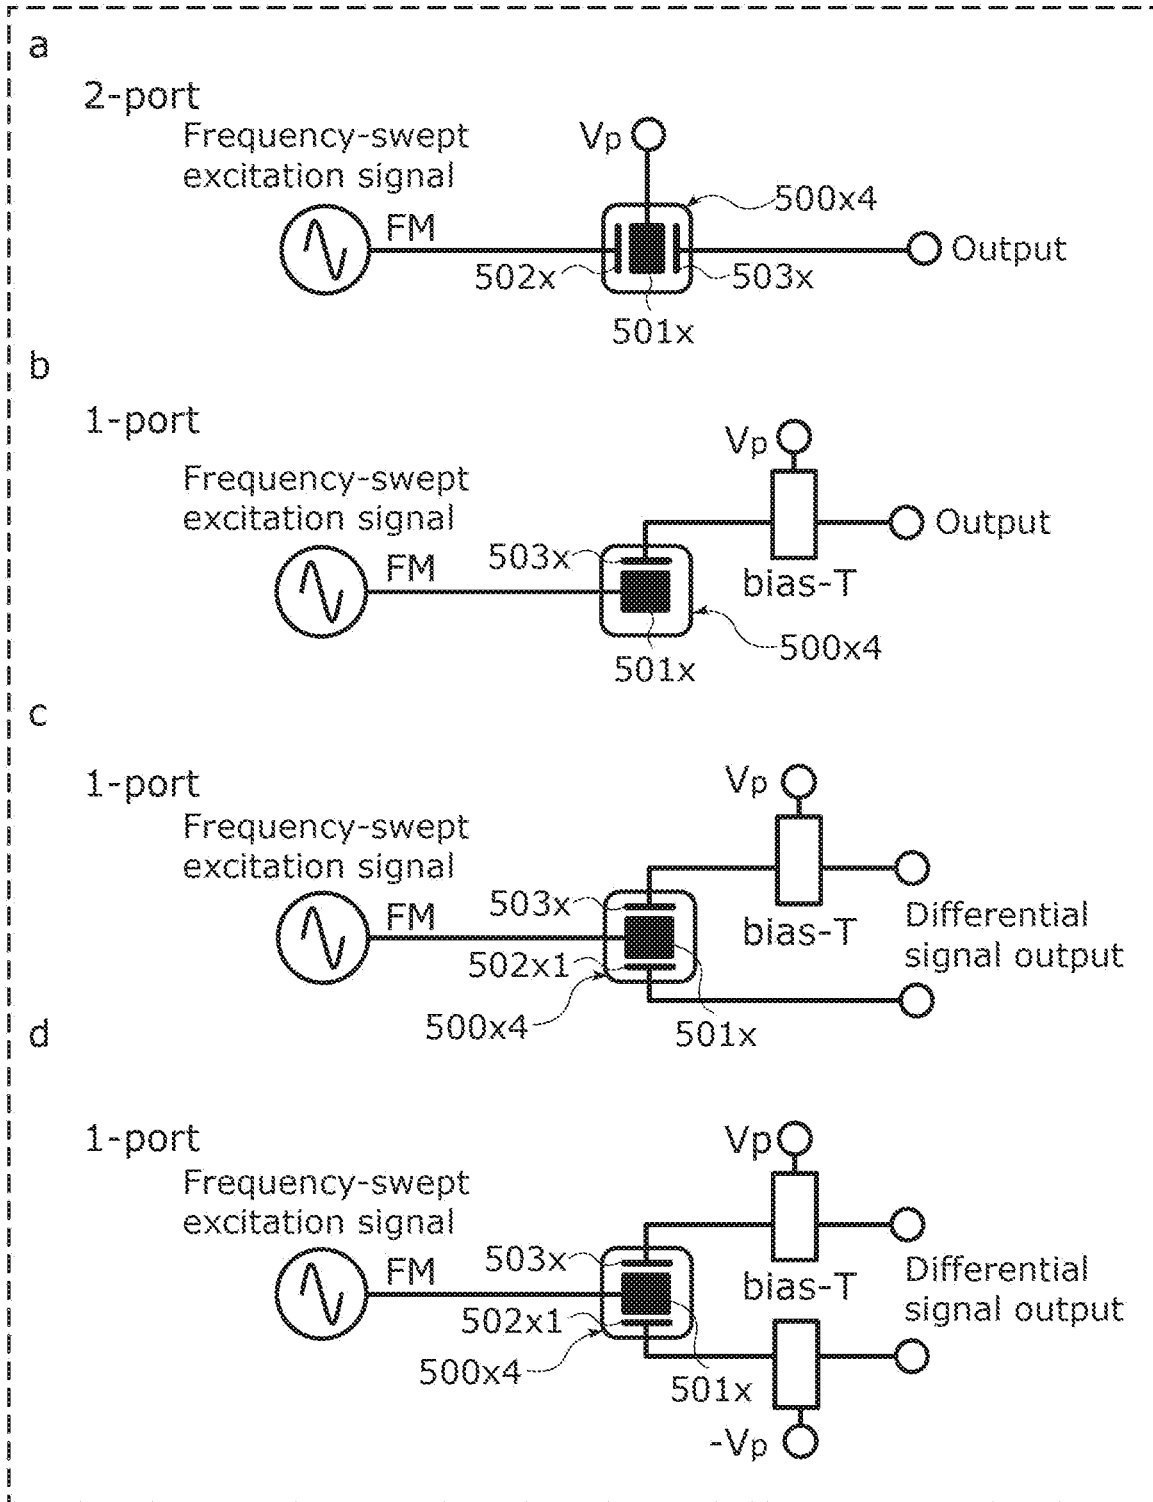 a
2-port
Frequency-swept
excitation signal
Vp
500x4
FM
Output
502x
503x
501x
b
1-port
Vp
Frequency-swept
excitation signal
Output
503x
FM
bias-T
500x4
501x
c
1-port
Vp
Frequency-swept
excitation signal
503x
FM
bias-T
Differential
signal output
502x1
500x4
501x
d
1-port
Vp
Frequency-swept
excitation signal
503x
FM
bias-T
Differential
signal output
502x1
500x4
501x
-Vp